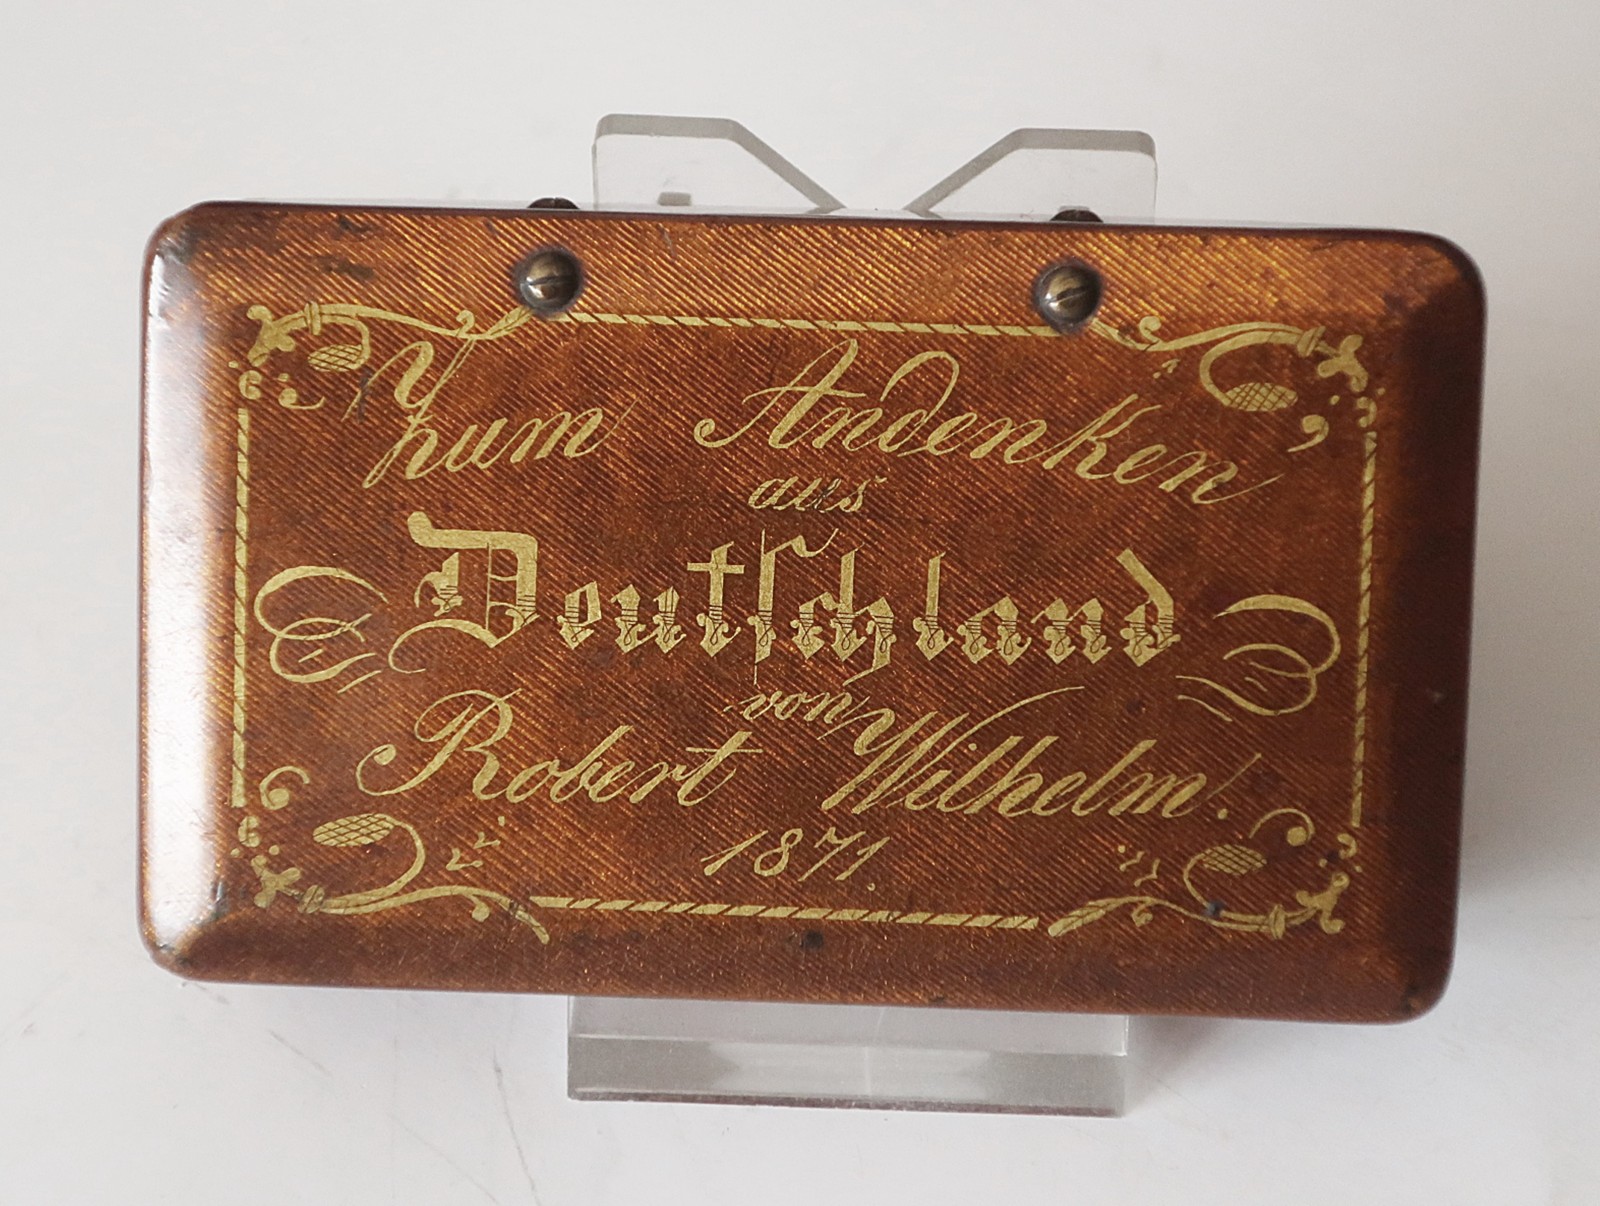 Zum Andenken
aus
Deutſchland
von
Robert Wilhelm.
1871.